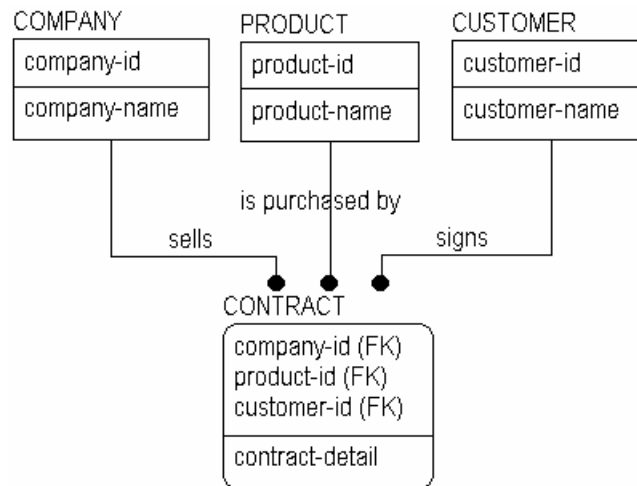 COMPANY
company-id
company-name
PRODUCT
product-id
product-name
CUSTOMER
customer-id
customer-name
is purchased by
sells
signs
CONTRACT
company-id (FK)
product-id (FK)
customer-id (FK)
contract-detail